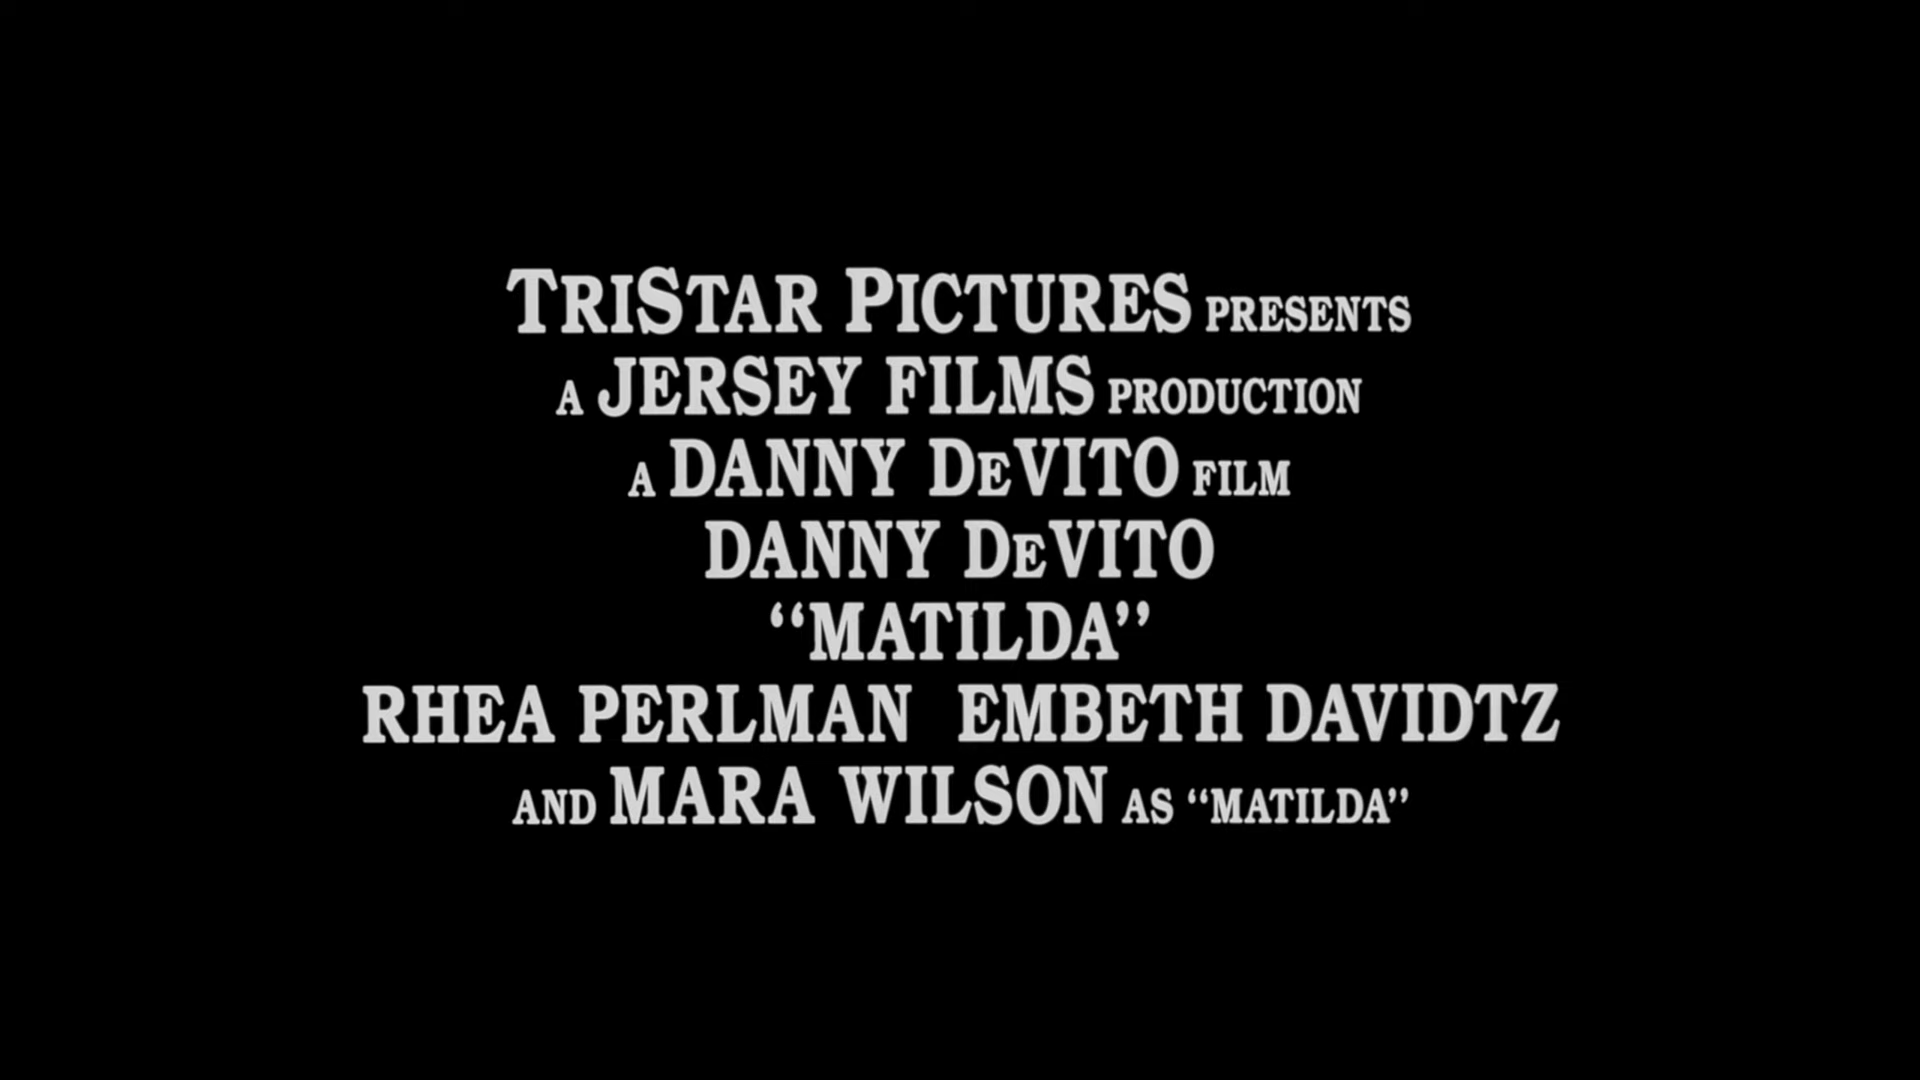 TRISTAR PICTURES PRESENTS
A JERSEY FILMS PRODUCTION
A DANNY DEVITO FILM
DANNY DEVITO
“MATILDA”
RHEA PERLMAN EMBETH DAVIDTZ
AND MARA WILSON AS “MATILDA”